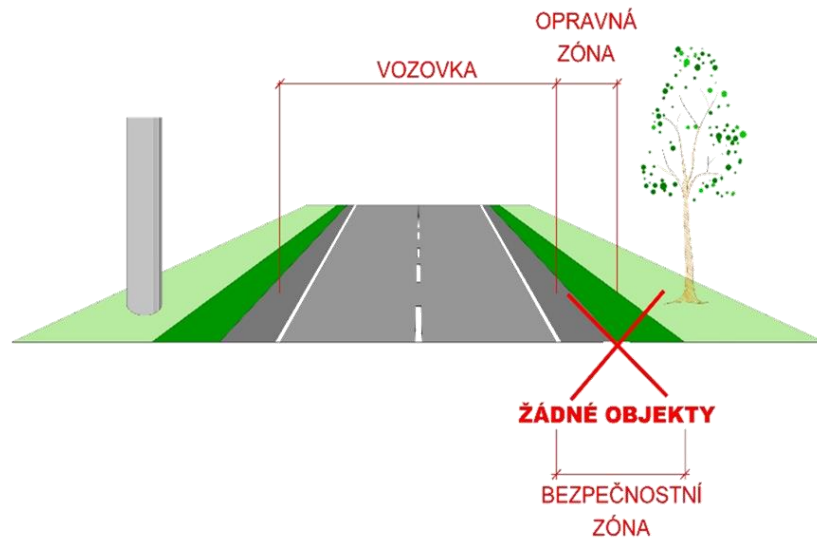 OPRAVNÁ
ZÓNA
VOZOVKA
ŽÁDNÉ OBJEKTY
BEZPEČNOSTNÍ
ZÓNA